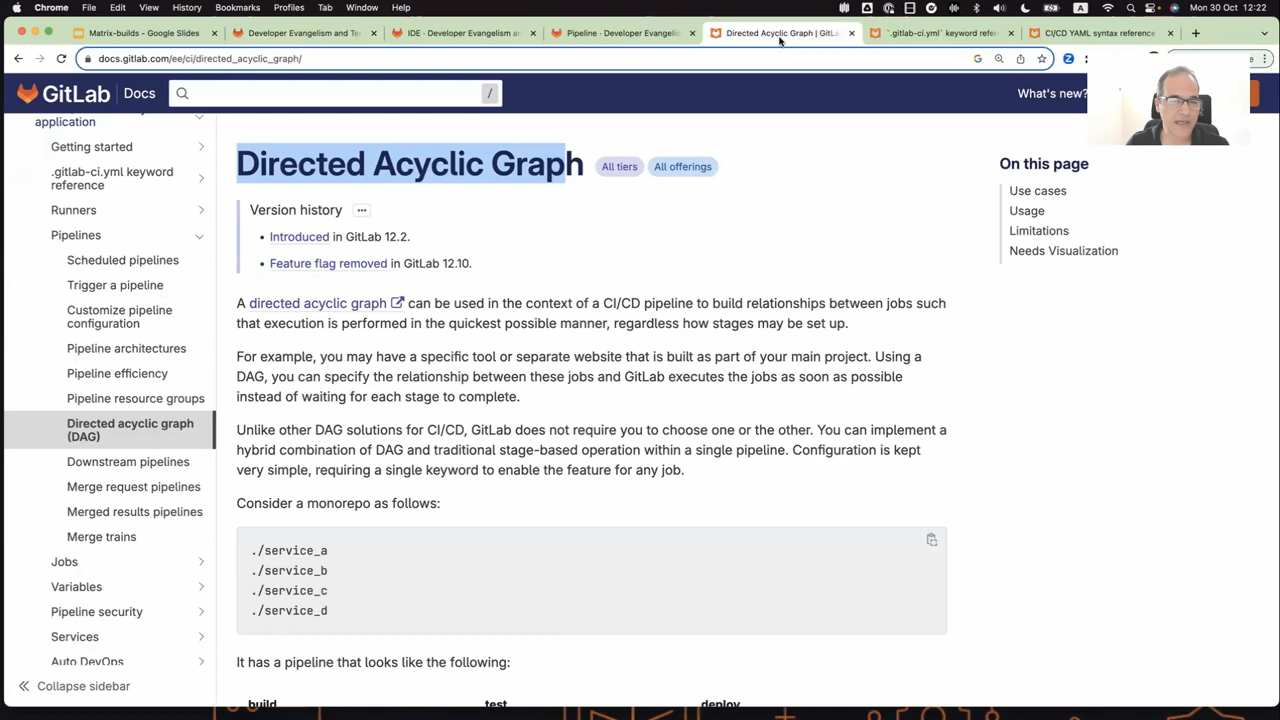 Chrome File Edit View History Bookmarks Profiles Tab Window Help Mon 30 Oct 12:22
Matrix-builds - Google Slides
Developer Evangelism and Te
IDE - Developer Evangelism a
Pipeline - Developer Evangelis
Directed Acyclic Graph | GitLa
`.gitlab-ci.yml` keyword refer
CI/CD YAML syntax reference
docs.gitlab.com/ee/ci/directed_acyclic_graph/
GitLab Docs / What's new?
application
Getting started
.gitlab-ci.yml keyword
reference
Runners
Pipelines
Scheduled pipelines
Trigger a pipeline
Customize pipeline
configuration
Pipeline architectures
Pipeline efficiency
Pipeline resource groups
Directed acyclic graph
(DAG)
Downstream pipelines
Merge request pipelines
Merged results pipelines
Merge trains
Jobs
Variables
Pipeline security
Services
Auto DevOps
Collapse sidebar
Directed Acyclic Graph All tiers All offerings
Version history ...
• Introduced in GitLab 12.2.
• Feature flag removed in GitLab 12.10.
A directed acyclic graph can be used in the context of a CI/CD pipeline to build relationships between jobs such
that execution is performed in the quickest possible manner, regardless how stages may be set up.
For example, you may have a specific tool or separate website that is built as part of your main project. Using a
DAG, you can specify the relationship between these jobs and GitLab executes the jobs as soon as possible
instead of waiting for each stage to complete.
Unlike other DAG solutions for CI/CD, GitLab does not require you to choose one or the other. You can implement a
hybrid combination of DAG and traditional stage-based operation within a single pipeline. Configuration is kept
very simple, requiring a single keyword to enable the feature for any job.
Consider a monorepo as follows:
./service_a
./service_b
./service_c
./service_d
It has a pipeline that looks like the following:
build test deploy
On this page
Use cases
Usage
Limitations
Needs Visualization